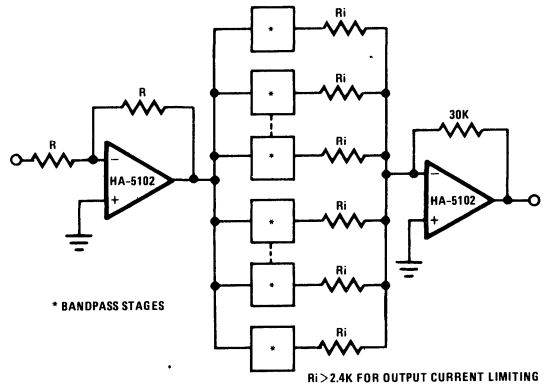 * Ri
R
* Ri
30K
R
- HA-5102 +
* Ri
- HA-5102 +
* Ri
* Ri
* BANDPASS STAGES
* Ri
Ri > 2.4K FOR OUTPUT CURRENT LIMITING